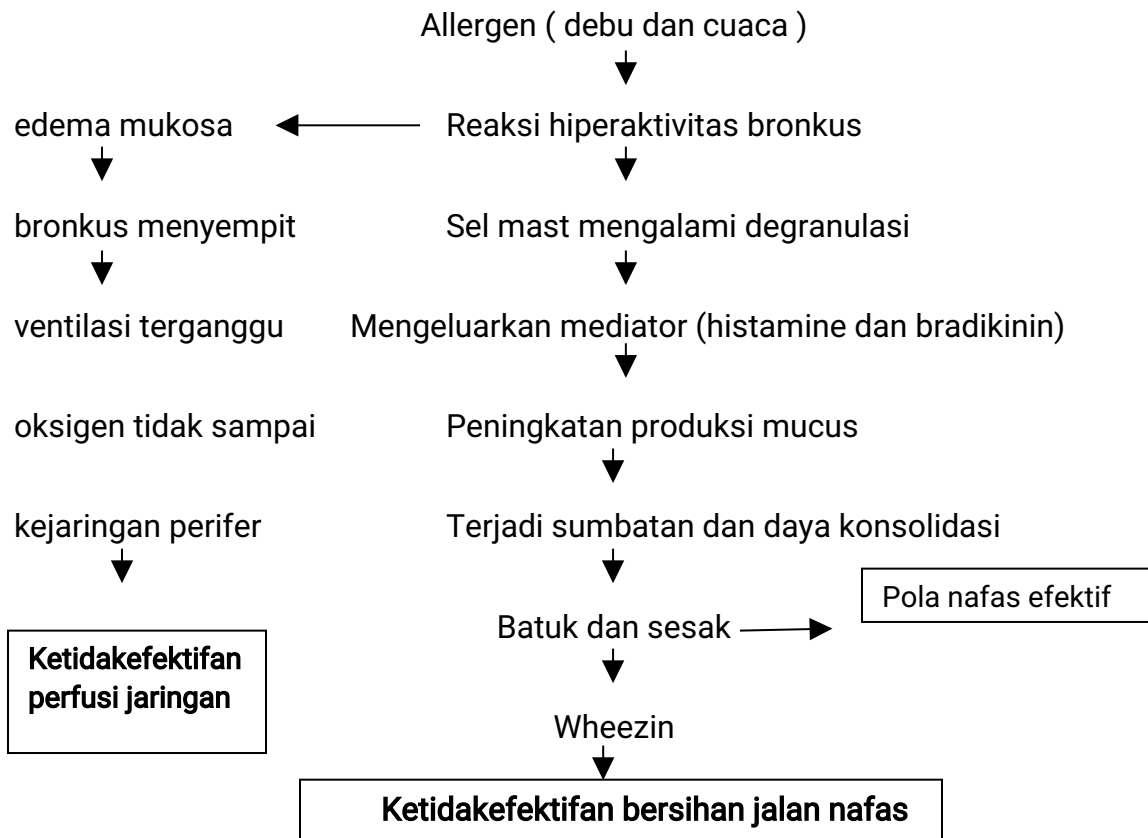 Allergen ( debu dan cuaca )
edema mukosa
Reaksi hiperaktivitas bronkus
bronkus menyempit
Sel mast mengalami degranulasi
ventilasi terganggu
Mengeluarkan mediator (histamine dan bradikinin)
oksigen tidak sampai
Peningkatan produksi mucus
kejaringan perifer
Terjadi sumbatan dan daya konsolidasi
Pola nafas efektif
Batuk dan sesak
Ketidakefektifan
perfusi jaringan
Wheezin
Ketidakefektifan bersihan jalan nafas